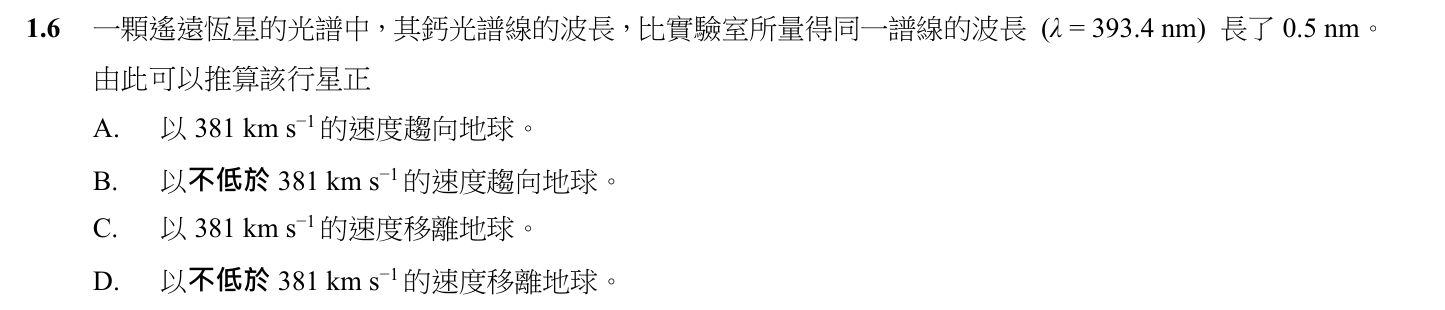 1.6 一顆遙遠恆星的光譜中，其鈣光譜線的波長，比實驗室所量得同一譜線的波長 (λ = 393.4 nm) 長了 0.5 nm。
由此可以推算該行星正
A. 以 381 km s⁻¹ 的速度趨向地球。
B. 以不低於 381 km s⁻¹ 的速度趨向地球。
C. 以 381 km s⁻¹ 的速度移離地球。
D. 以不低於 381 km s⁻¹ 的速度移離地球。